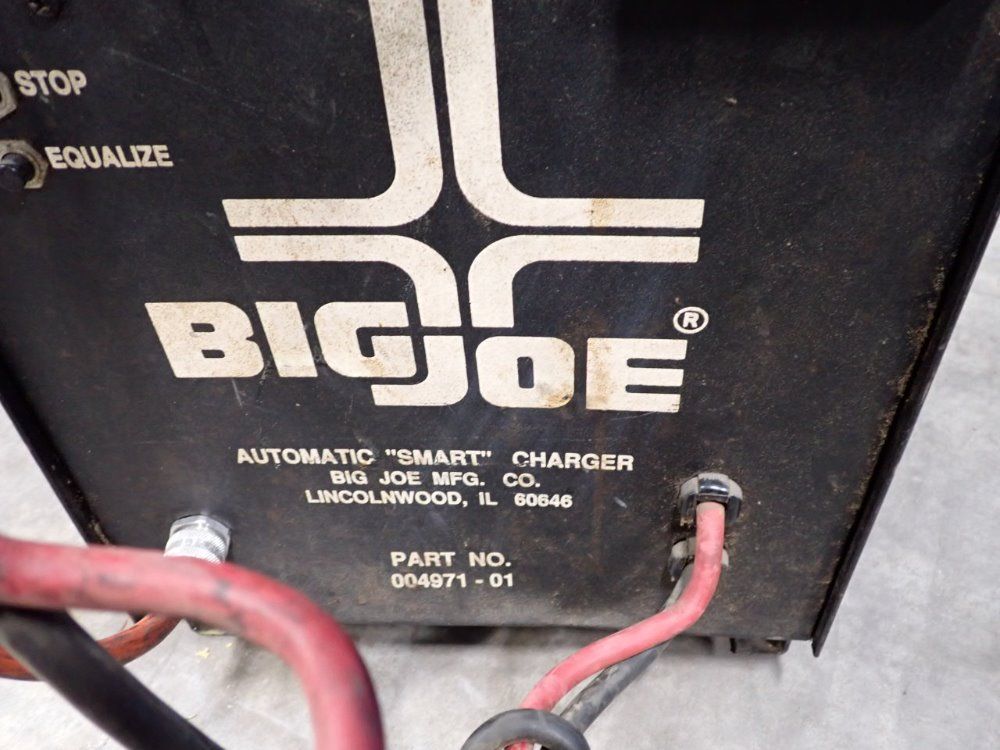 STOP
EQUALIZE
BIG JOE ®
AUTOMATIC "SMART" CHARGER
BIG JOE MFG. CO.
LINCOLNWOOD, IL 60646
PART NO.
004971-01